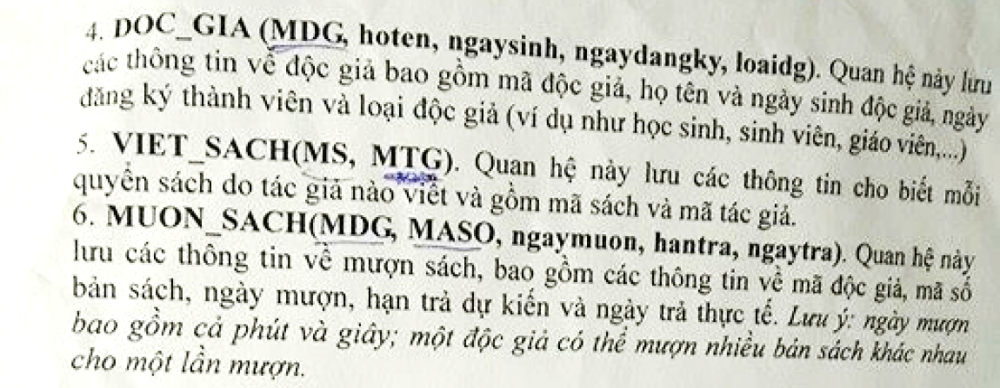 4. DOC_GIA (MDG, hoten, ngaysinh, ngaydangky, loaidg). Quan hệ này lưu
các thông tin về độc giả bao gồm mã độc giả, họ tên và ngày sinh độc giả, ngày
đăng ký thành viên và loại độc giả (ví dụ như học sinh, sinh viên, giáo viên,...)
5. VIET_SACH(MS, MTG). Quan hệ này lưu các thông tin cho biết mỗi
quyển sách do tác giả nào viết và gồm mã sách và mã tác giả.
6. MUON_SACH(MDG, MASO, ngaymuon, hantra, ngaytra). Quan hệ này
lưu các thông tin về mượn sách, bao gồm các thông tin về mã độc giả, mã số
bản sách, ngày mượn, hạn trả dự kiến và ngày trả thực tế. Lưu ý: ngày mượn
bao gồm cả phút và giây; một độc giả có thể mượn nhiều bản sách khác nhau
cho một lần mượn.